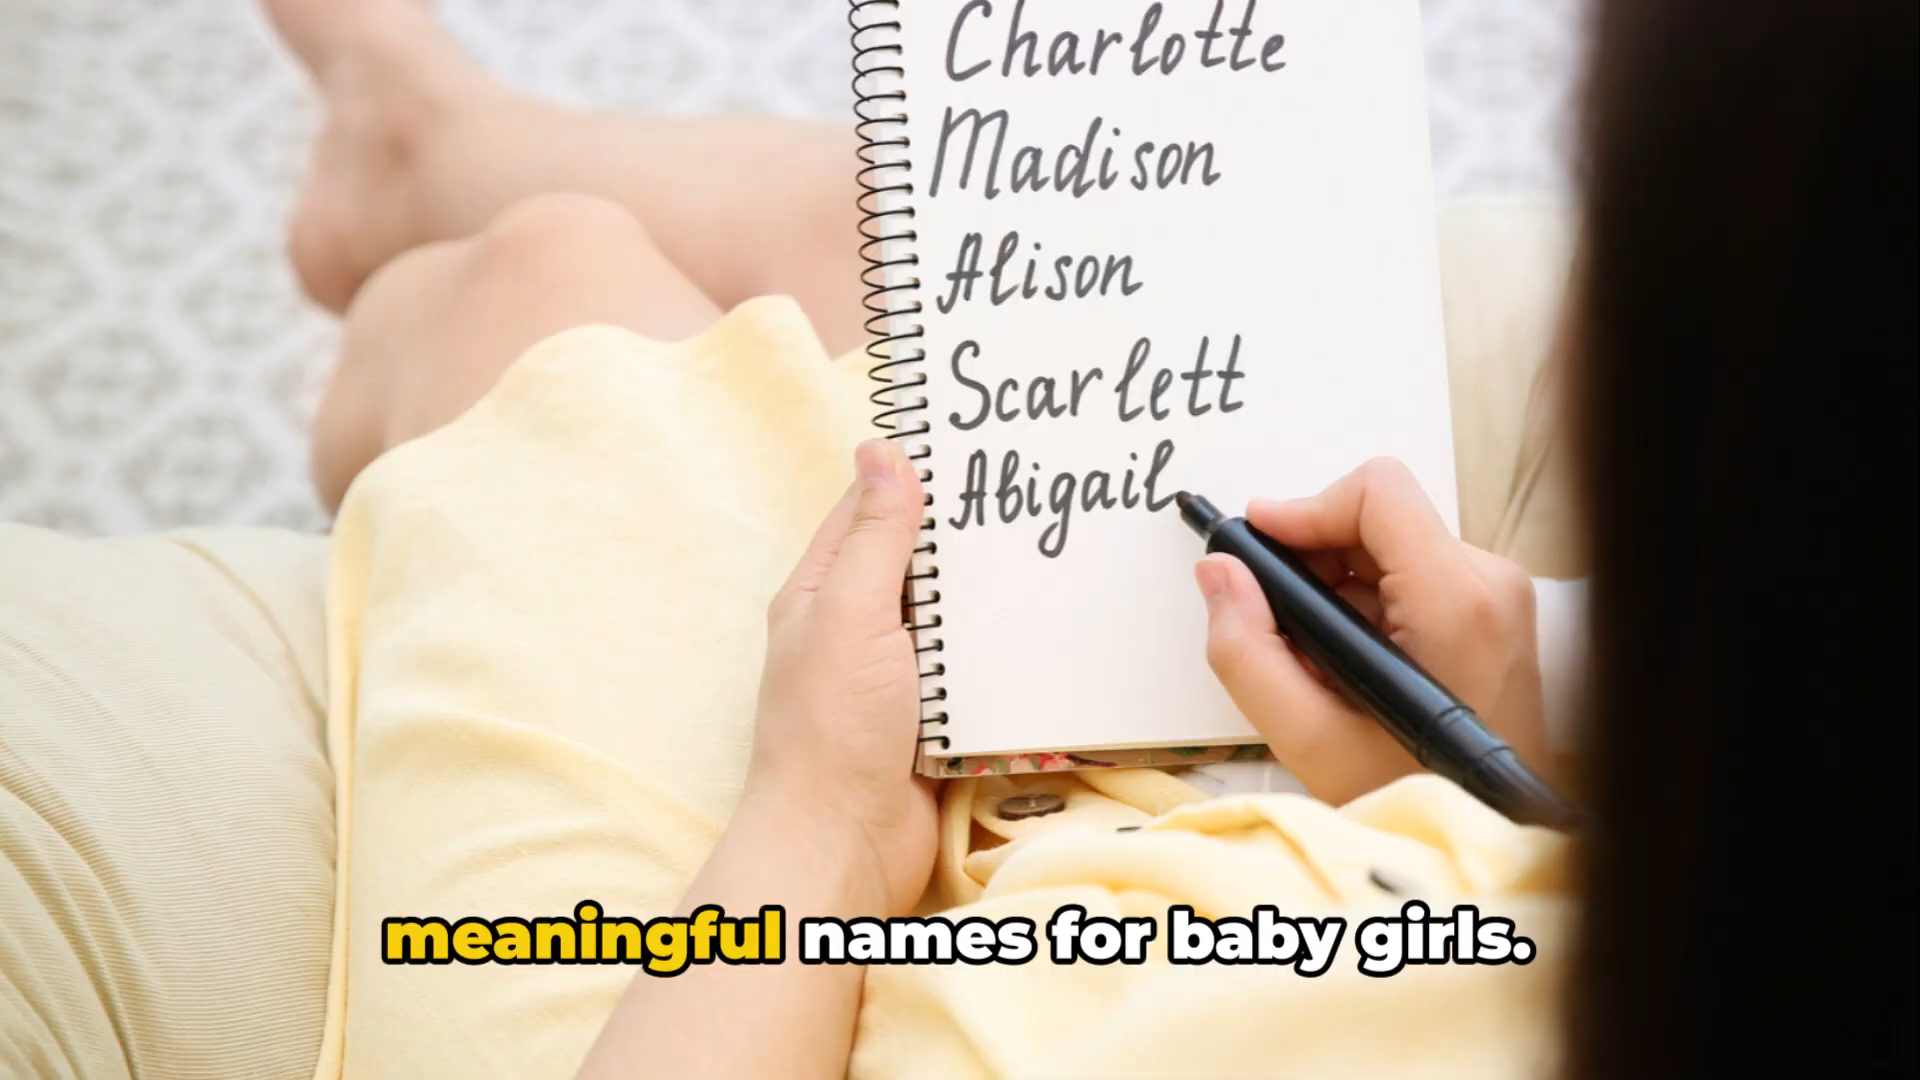 Charlotte
Madison
Alison
Scarlett
Abigail
meaningful names for baby girls.